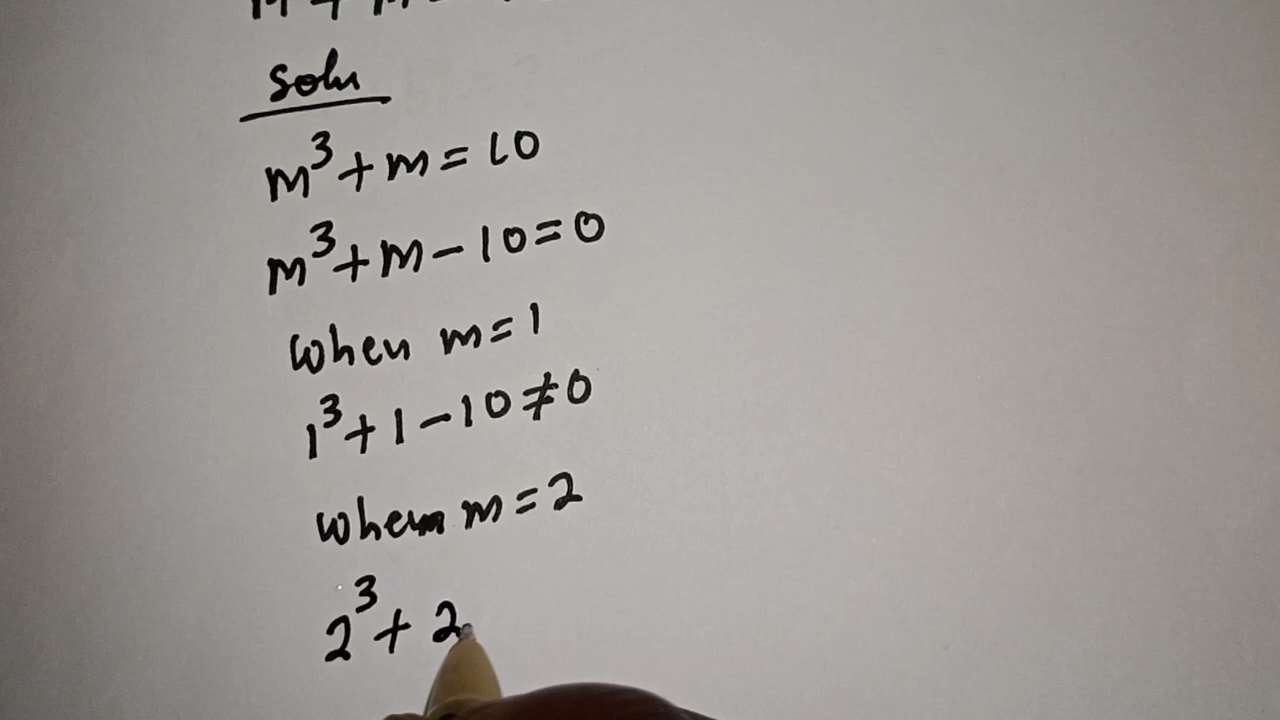 Soln
m³+m=10
m³+m-10=0
when m=1
1³+1-10≠0
when m=2
2³+2